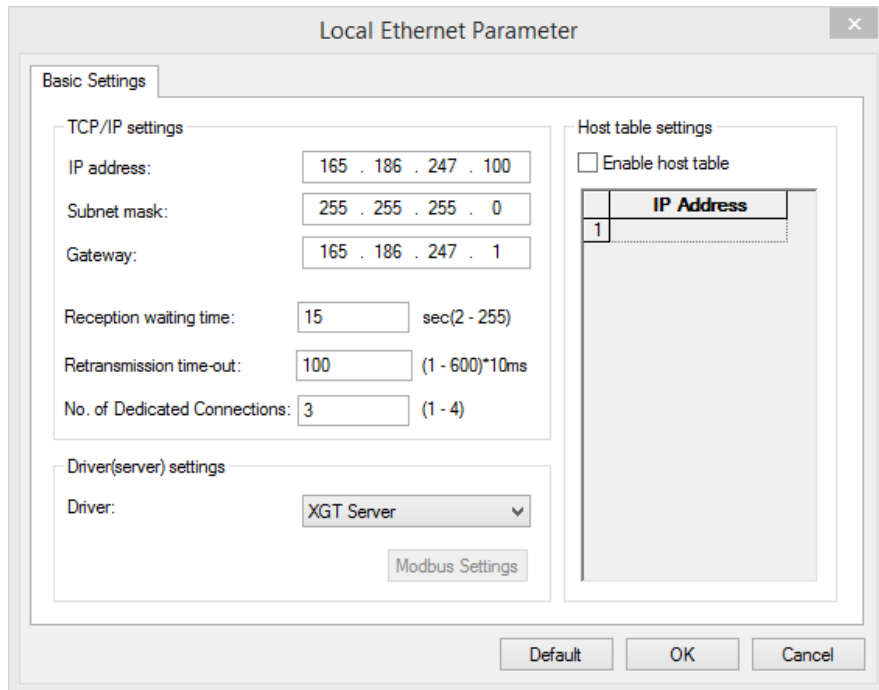 Local Ethernet Parameter
Basic Settings
TCP/IP settings
IP address: 165 . 186 . 247 . 100
Subnet mask: 255 . 255 . 255 . 0
Gateway: 165 . 186 . 247 . 1
Reception waiting time: 15 sec(2 - 255)
Retransmission time-out: 100 (1 - 600)*10ms
No. of Dedicated Connections: 3 (1 - 4)
Driver(server) settings
Driver: XGT Server
Modbus Settings
Host table settings
Enable host table
IP Address
1
Default OK Cancel